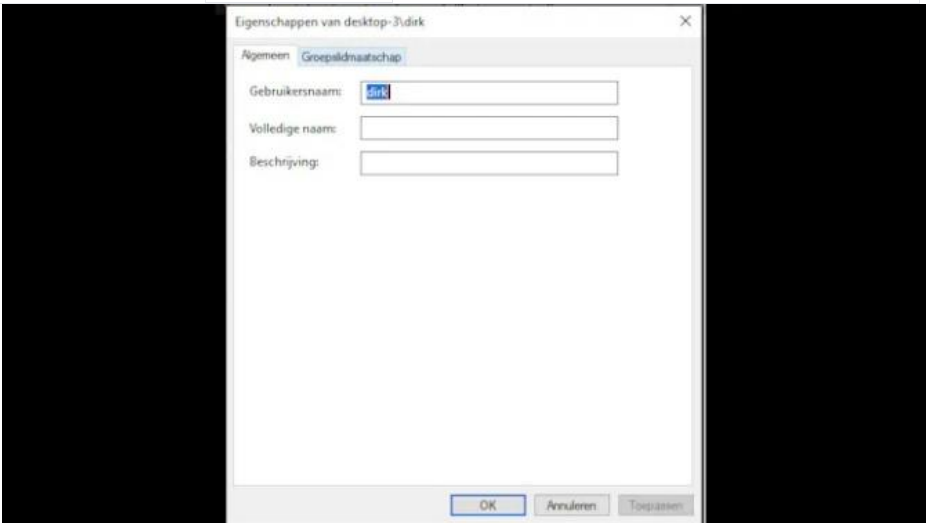 Eigenschappen van desktop-3\dirk
Algemeen Groepslidmaatschap
Gebruikersnaam: dirk
Volledige naam:
Beschrijving:
OK Annuleren Toepassen